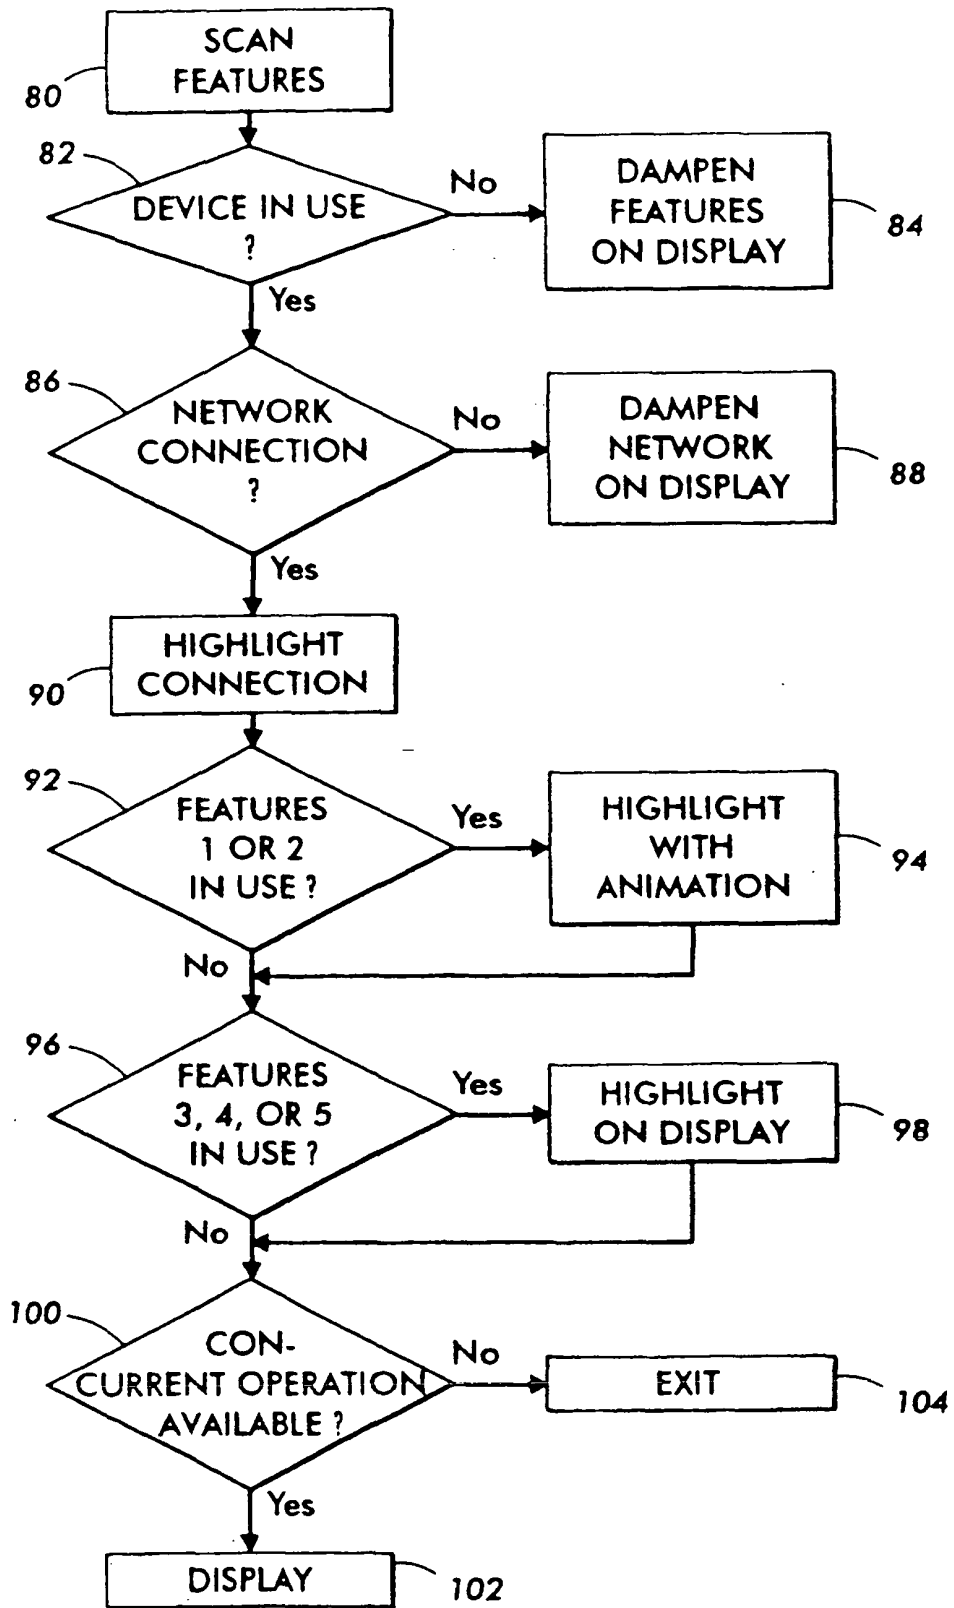 SCAN
FEATURES
80
82
DEVICE IN USE
?
No
DAMPEN
FEATURES
ON DISPLAY
84
Yes
86
NETWORK
CONNECTION
?
No
DAMPEN
NETWORK
ON DISPLAY
88
Yes
HIGHLIGHT
CONNECTION
90
92
FEATURES
1 OR 2
IN USE ?
Yes
HIGHLIGHT
WITH
ANIMATION
94
No
96
FEATURES
3, 4, OR 5
IN USE ?
Yes
HIGHLIGHT
ON DISPLAY
98
No
100
CON-
CURRENT OPERATION
AVAILABLE ?
No
EXIT
104
Yes
DISPLAY
102